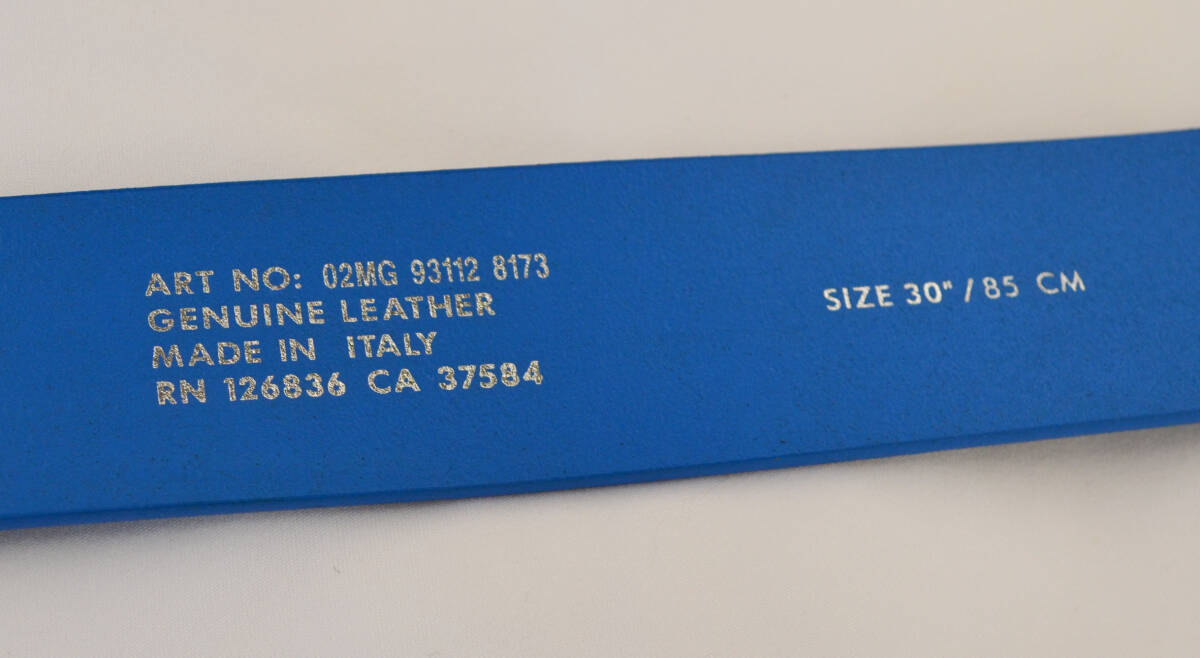 ART NO: 02MG 93112 8173
GENUINE LEATHER
MADE IN ITALY
RN 126836 CA 37584
SIZE 30" / 85 CM